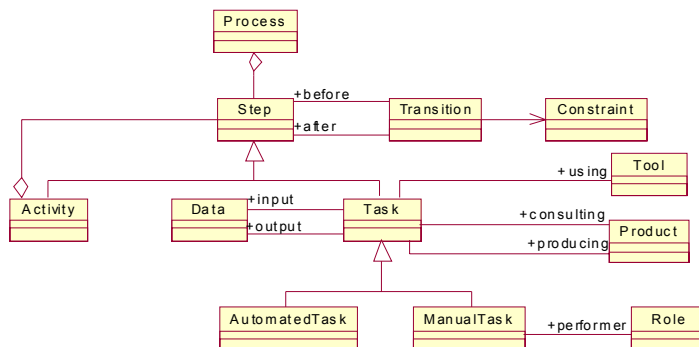 Process
+before
Step
Transition
Constraint
+after
+using
Tool
Activity
Data
+input
+output
Task
+consulting
+producing
Product
AutomatedTask
ManualTask
+performer
Role